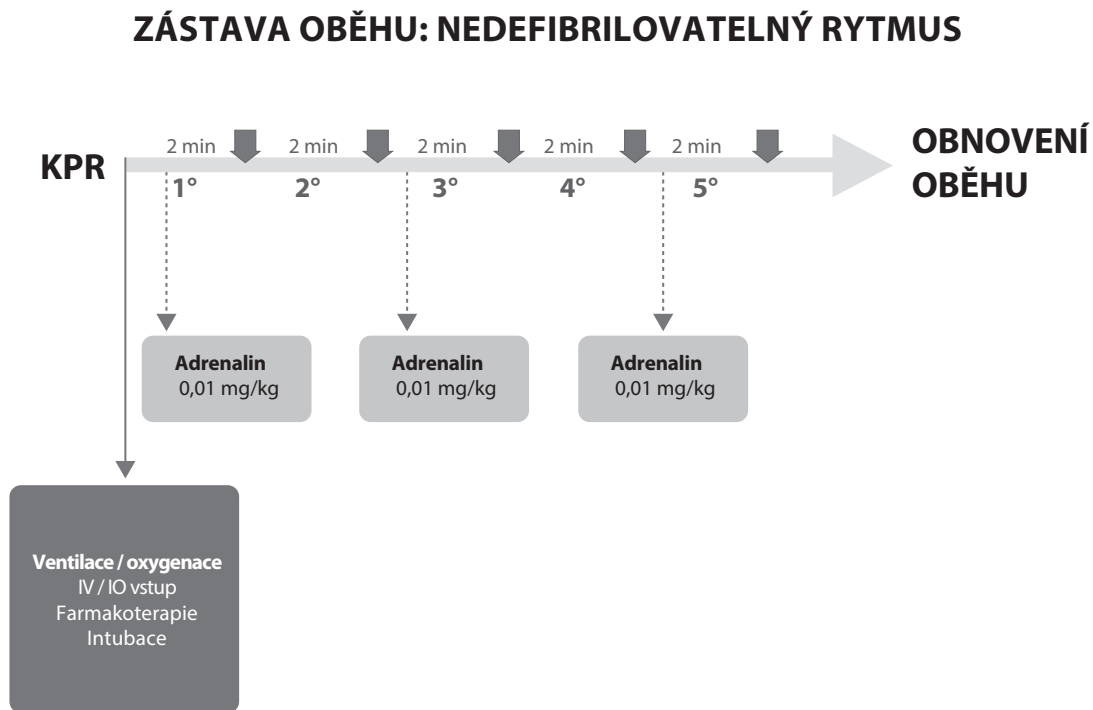 ZÁSTAVA OBĚHU: NEDEFIBRILOVATELNÝ RYTMUS
KPR
2 min
2 min
2 min
2 min
2 min
1°
2°
3°
4°
5°
OBNOVENÍ
OBĚHU
Adrenalin
0,01 mg/kg
Adrenalin
0,01 mg/kg
Adrenalin
0,01 mg/kg
Ventilace / oxygenace
IV / IO vstup
Farmakoterapie
Intubace